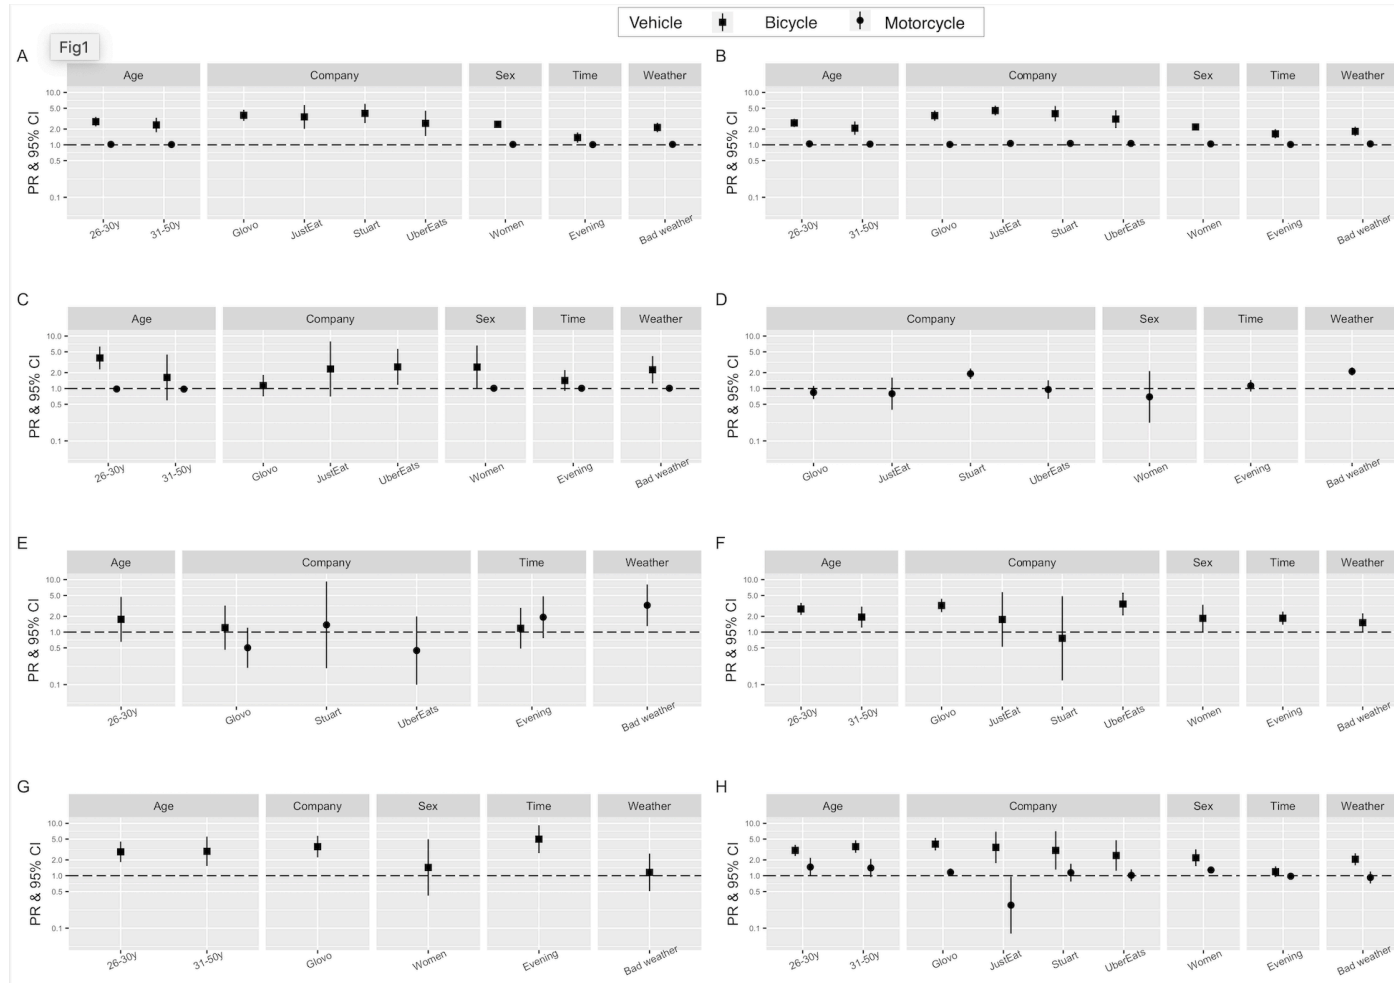 Vehicle Bicycle Motorcycle
Fig1
A
Age Company Sex Time Weather
PR & 95% CI
10.0
5.0
2.0
1.0
0.5
0.1
26-30y 31-50y Glovo JustEat Stuart UberEats Women Evening Bad weather
B
Age Company Sex Time Weather
PR & 95% CI
10.0
5.0
2.0
1.0
0.5
0.1
26-30y 31-50y Glovo JustEat Stuart UberEats Women Evening Bad weather
C
Age Company Sex Time Weather
PR & 95% CI
10.0
5.0
2.0
1.0
0.5
0.1
26-30y 31-50y Glovo JustEat UberEats Women Evening Bad weather
D
Company Sex Time Weather
PR & 95% CI
10.0
5.0
2.0
1.0
0.5
0.1
Glovo JustEat Stuart UberEats Women Evening Bad weather
E
Age Company Time Weather
PR & 95% CI
10.0
5.0
2.0
1.0
0.5
0.1
26-30y Glovo Stuart UberEats Evening Bad weather
F
Age Company Sex Time Weather
PR & 95% CI
10.0
5.0
2.0
1.0
0.5
0.1
26-30y 31-50y Glovo JustEat Stuart UberEats Women Evening Bad weather
G
Age Company Sex Time Weather
PR & 95% CI
10.0
5.0
2.0
1.0
0.5
0.1
26-30y 31-50y Glovo Women Evening Bad weather
H
Age Company Sex Time Weather
PR & 95% CI
10.0
5.0
2.0
1.0
0.5
0.1
26-30y 31-50y Glovo JustEat Stuart UberEats Women Evening Bad weather